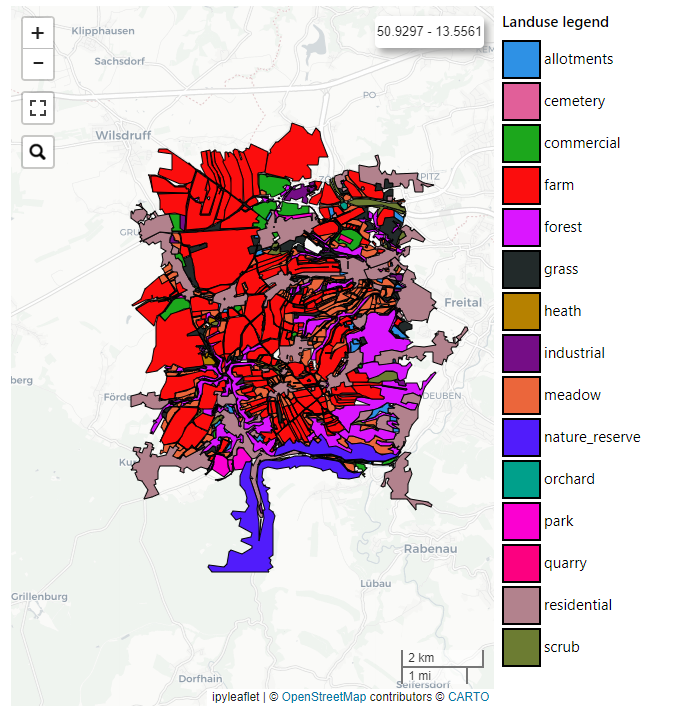 Klipphausen
Sachsdorf
50.9297 - 13.5561
+
−
PO
Wilsdruff
Freital
DEUBEN
Rabenau
Lübau
Grillenburg
Dorfhain
2 km
1 mi
Seifersdorf
ipyleaflet | © OpenStreetMap contributors © CARTO
Landuse legend
allotments
cemetery
commercial
farm
forest
grass
heath
industrial
meadow
nature_reserve
orchard
park
quarry
residential
scrub